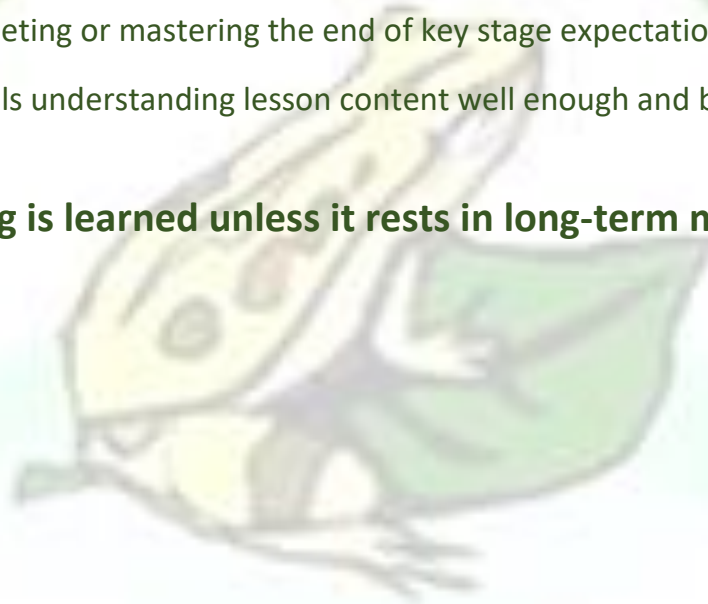 eting or mastering the end of key stage expectatio
ls understanding lesson content well enough and b
g is learned unless it rests in long-term m